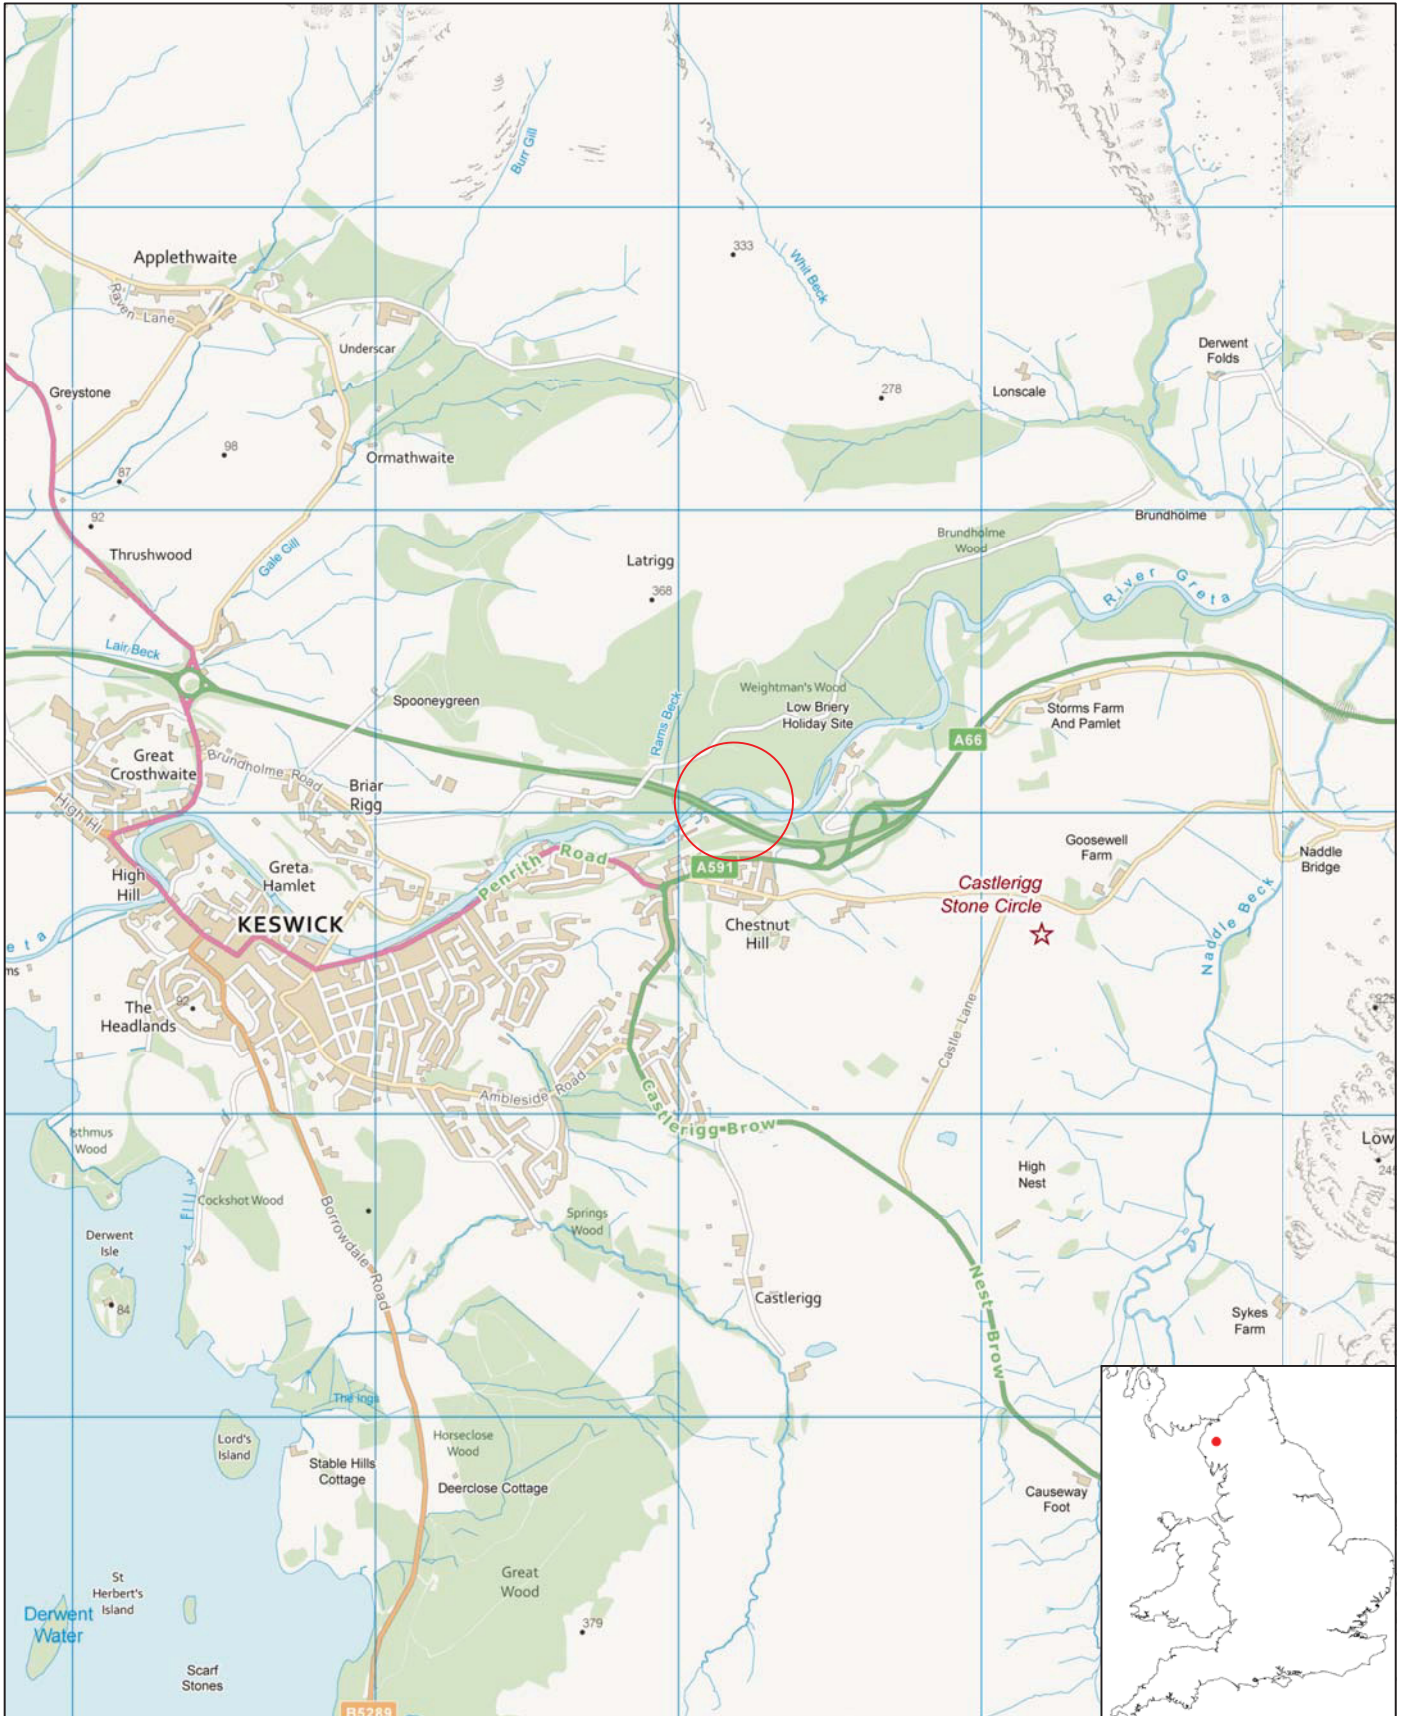 Burr Gill
333
Applethwaite
Whit Beck
Raven Lane
Underscar
Derwent
Folds
Greystone
278
Lonscale
98
Ormathwaite
87
92
Brundholme
Thrushwood
Gale Gill
Latrigg
368
Brundholme
Wood
River Greta
Lair Beck
Spooneygreen
Rams Beck
Weightman's Wood
Low Briery
Holiday Site
Storms Farm
And Pamlet
A66
Great
Crosthwaite
Brundholme Road
Briar
Rigg
High Hl
Penrith Road
A591
Goosewell
Farm
Naddle
Bridge
High
Hill
Greta
Hamlet
Castlerigg
Stone Circle
KESWICK
Chestnut
Hill
Naddle Beck
eta
ms
The
Headlands
92
225
Castle Lane
Ambleside Road
Castlerigg Brow
Isthmus
Wood
Low
High
Nest
Cockshot Wood
Borrowdale Road
Springs
Wood
Derwent
Isle
84
Castlerigg
Nest Brow
Sykes
Farm
The Ings
Lord's
Island
Horseclose
Wood
Stable Hills
Cottage
Deerclose Cottage
Causeway
Foot
St
Herbert's
Island
Great
Wood
Derwent
Water
379
Scarf
Stones
B5289